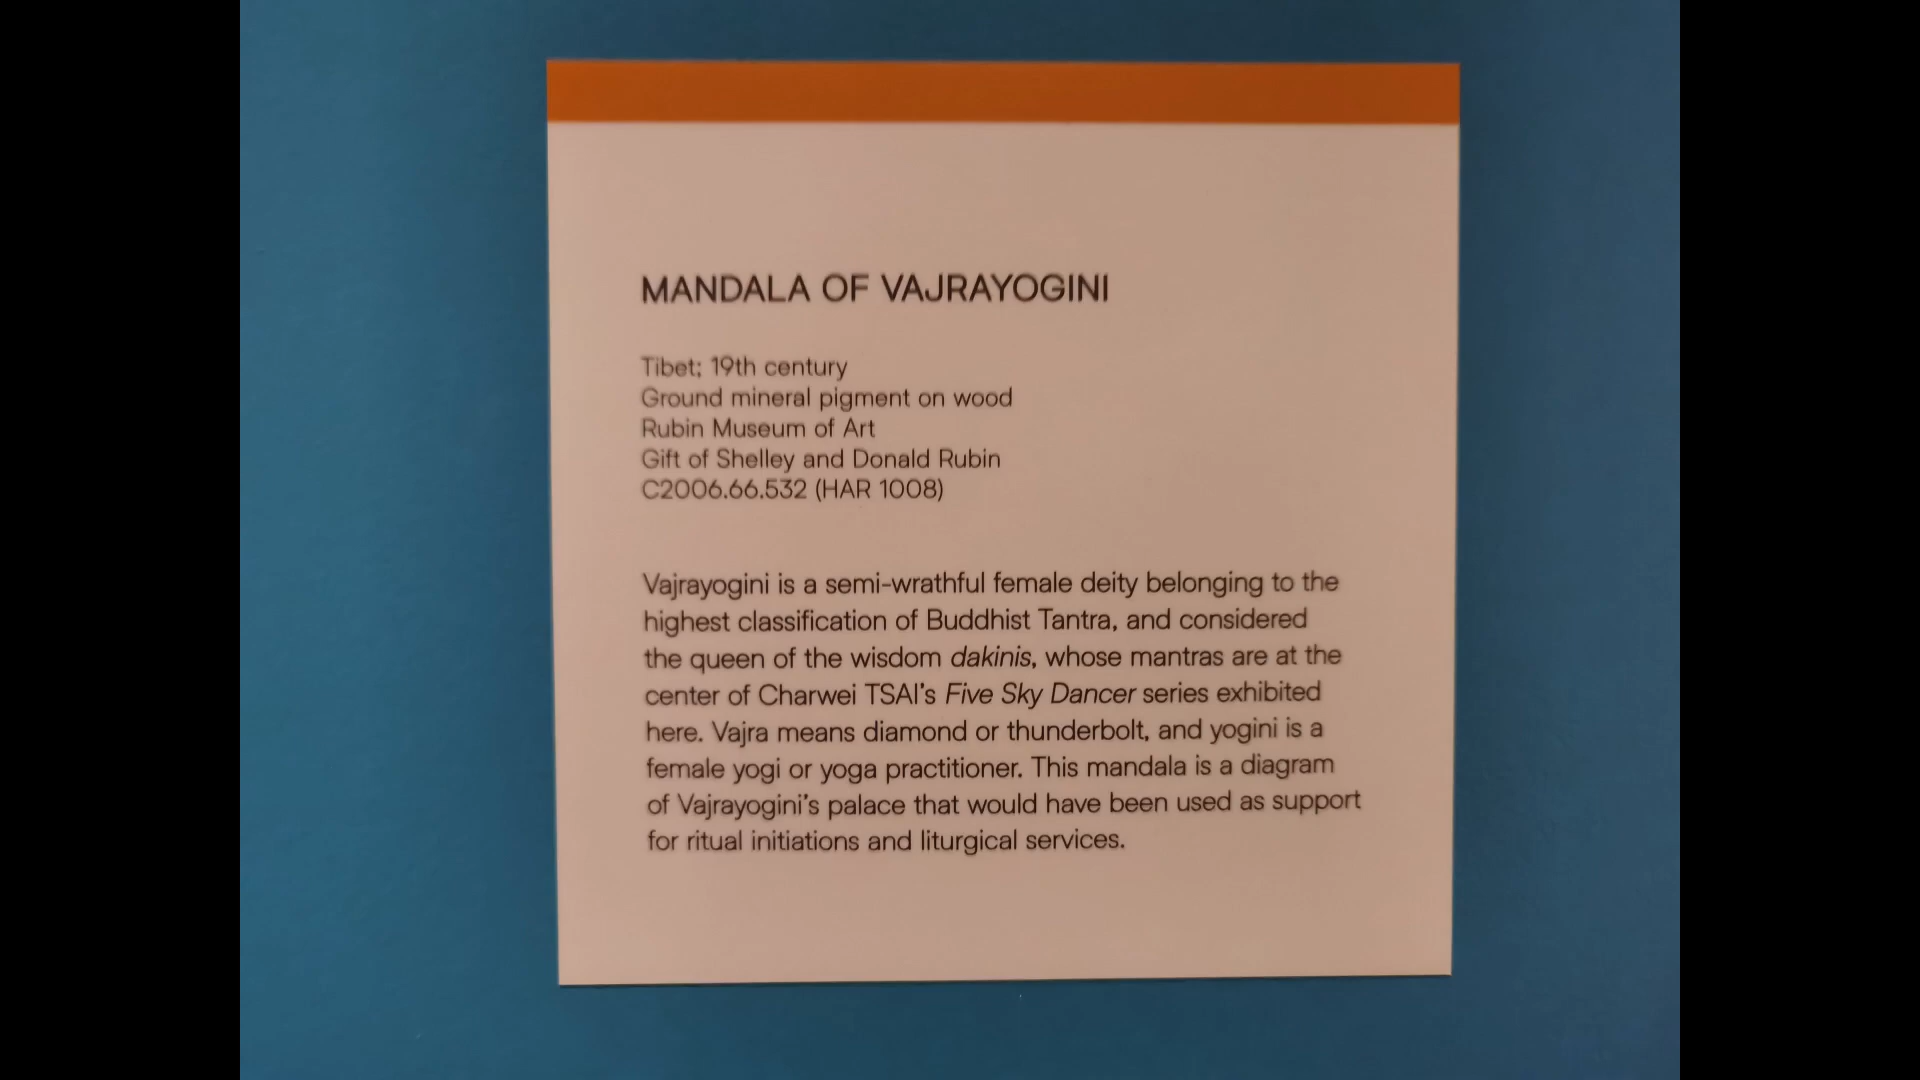 MANDALA OF VAJRAYOGINI
Tibet; 19th century
Ground mineral pigment on wood
Rubin Museum of Art
Gift of Shelley and Donald Rubin
C2006.66.532 (HAR 1008)
Vajrayogini is a semi-wrathful female deity belonging to the
highest classification of Buddhist Tantra, and considered
the queen of the wisdom dakinis, whose mantras are at the
center of Charwei TSAI’s Five Sky Dancer series exhibited
here. Vajra means diamond or thunderbolt, and yogini is a
female yogi or yoga practitioner. This mandala is a diagram
of Vajrayogini’s palace that would have been used as support
for ritual initiations and liturgical services.